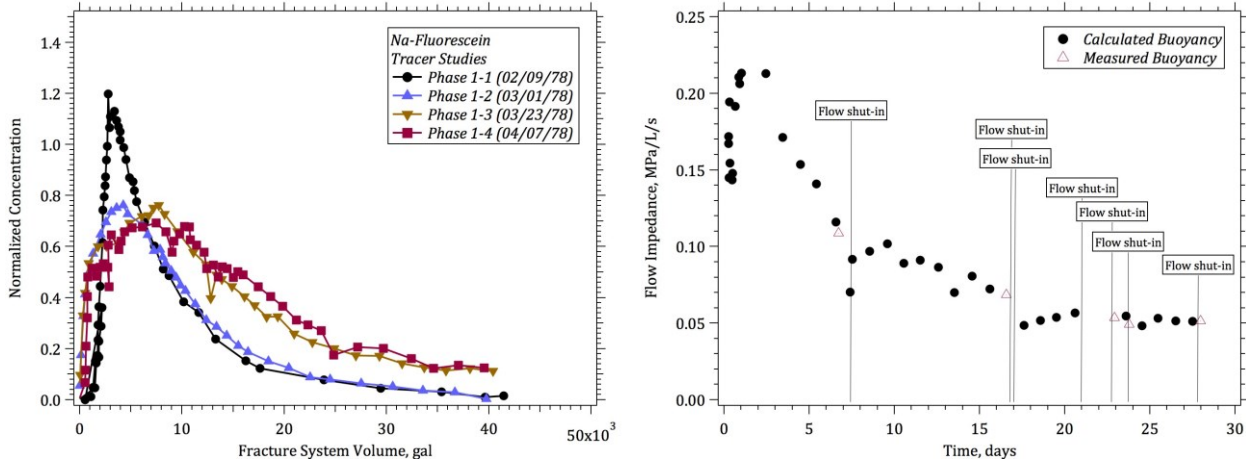 1.4
1.2
1.0
0.8
0.6
0.4
0.2
0.0
Normalized Concentration
Na-Fluorescein
Tracer Studies
Phase 1-1 (02/09/78)
Phase 1-2 (03/01/78)
Phase 1-3 (03/23/78)
Phase 1-4 (04/07/78)
0
10
20
30
40
50x10³
Fracture System Volume, gal
0.25
0.20
0.15
0.10
0.05
0.00
Flow Impedance, MPa/L/s
Calculated Buoyancy
Measured Buoyancy
Flow shut-in
Flow shut-in
Flow shut-in
Flow shut-in
Flow shut-in
Flow shut-in
Flow shut-in
0
5
10
15
20
25
30
Time, days